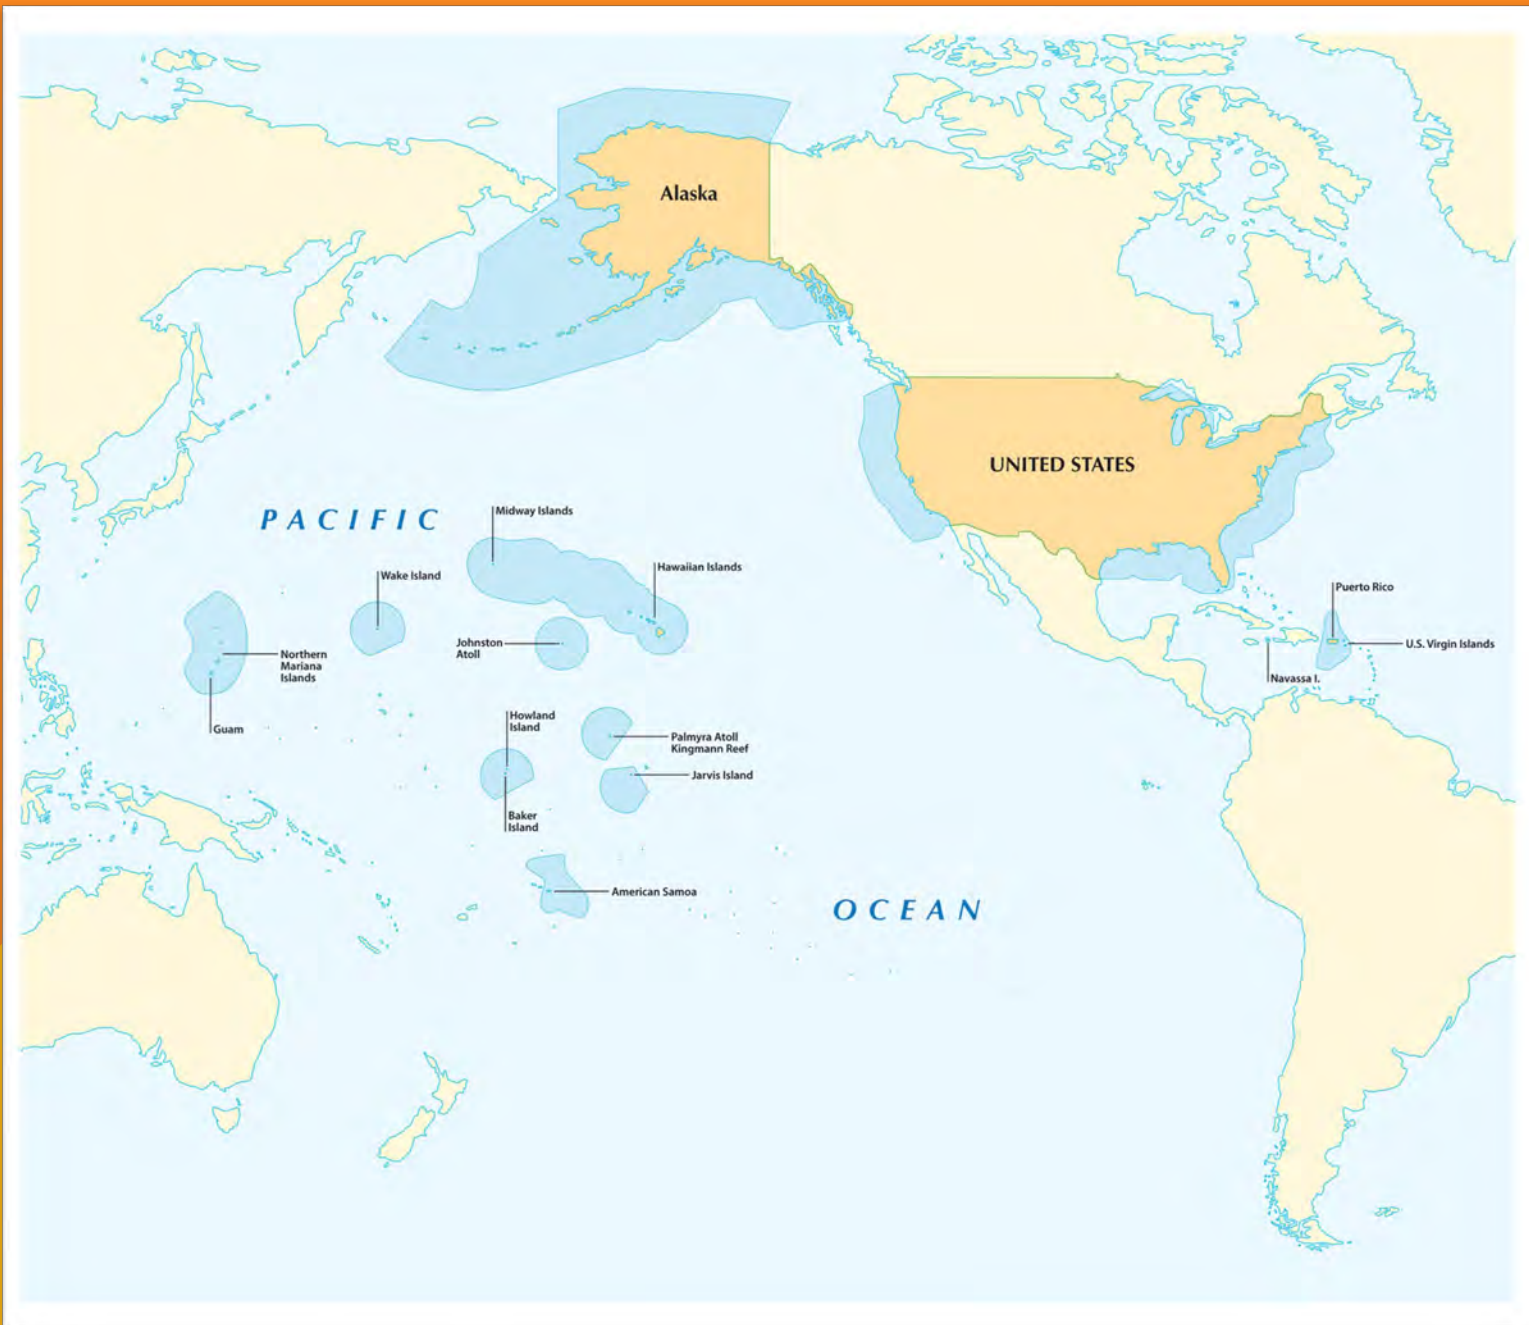 Alaska
UNITED STATES
PACIFIC
Midway Islands
Hawaiian Islands
Wake Island
Puerto Rico
Johnston
Atoll
U.S. Virgin Islands
Northern
Mariana
Islands
Navassa I.
Guam
Howland
Island
Palmyra Atoll
Kingmann Reef
Jarvis Island
Baker
Island
American Samoa
OCEAN